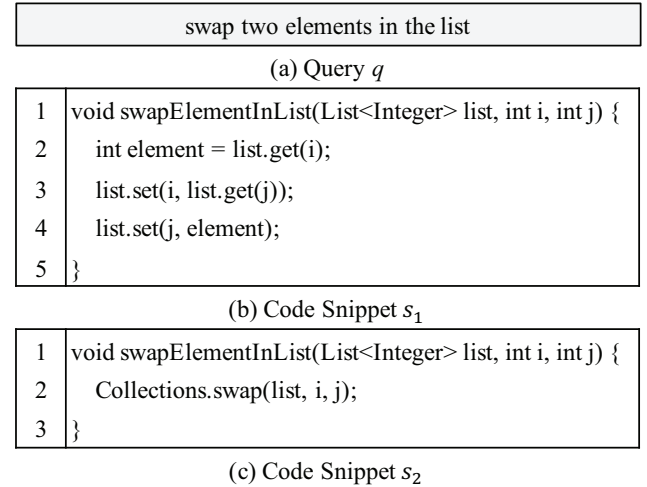 swap two elements in the list
(a) Query q
1 void swapElementInList(List<Integer> list, int i, int j) {
2 int element = list.get(i);
3 list.set(i, list.get(j));
4 list.set(j, element);
5 }
(b) Code Snippet s₁
1 void swapElementInList(List<Integer> list, int i, int j) {
2 Collections.swap(list, i, j);
3 }
(c) Code Snippet s₂